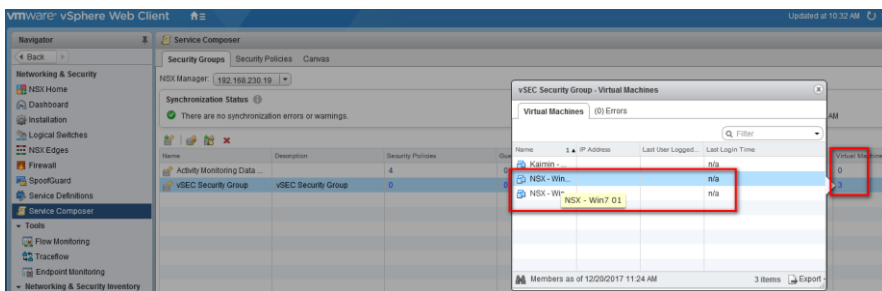 vmware® vSphere Web Client
Updated at 10:32 AM
Navigator
Back
Networking & Security
NSX Home
Dashboard
Installation
Logical Switches
NSX Edges
Firewall
SpoofGuard
Service Definitions
Service Composer
Tools
Flow Monitoring
Traceflow
Endpoint Monitoring
Networking & Security Inventory
Service Composer
Security Groups Security Policies Canvas
NSX Manager: 192.168.230.19
Synchronization Status
There are no synchronization errors or warnings.
AM
Name Description Security Policies Gue Virtual Machine
Activity Monitoring Data ... 4 0 0
vSEC Security Group vSEC Security Group 0 0 3
vSEC Security Group - Virtual Machines
Virtual Machines (0) Errors
Filter
Name 1 IP Address Last User Logged... Last Login Time
Kaimin - ... n/a
NSX - Win... n/a
NSX - Win n/a
NSX - Win7 01
Members as of 12/20/2017 11:24 AM 3 items Export